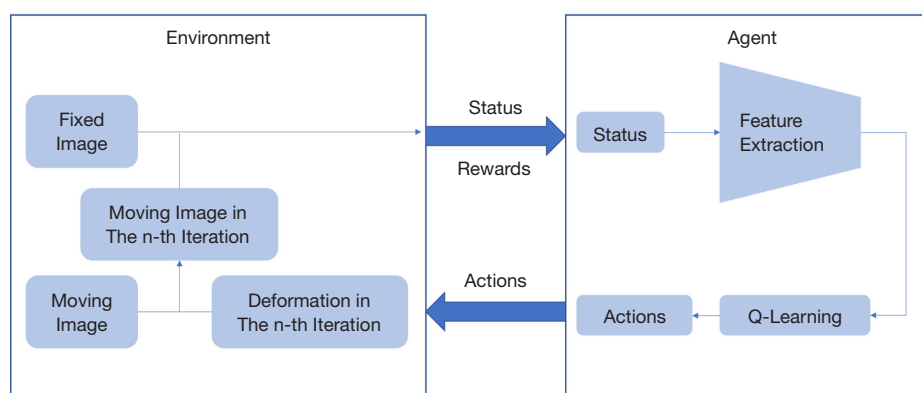 Environment
Fixed
Image
Moving Image in
The n-th Iteration
Moving
Image
Deformation in
The n-th Iteration
Status
Rewards
Actions
Agent
Status
Feature
Extraction
Actions
Q-Learning